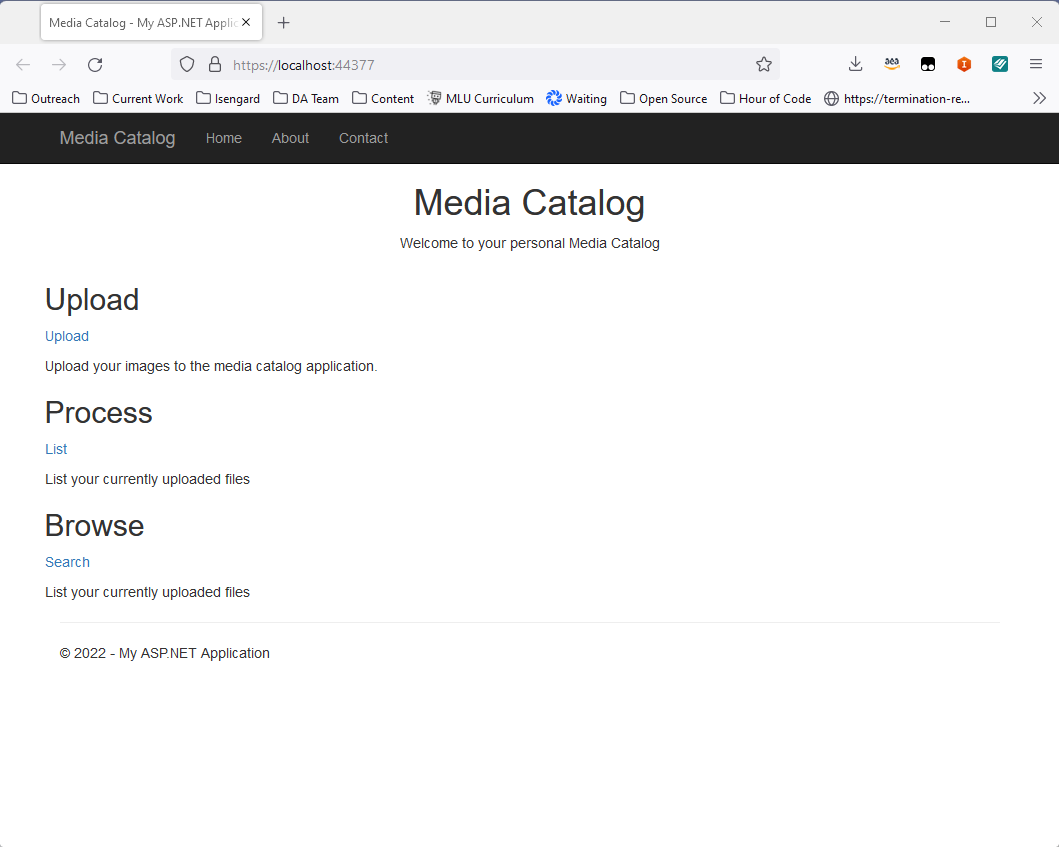 Media Catalog - My ASP.NET Applic
https://localhost:44377
Outreach Current Work Isengard DA Team Content MLU Curriculum Waiting Open Source Hour of Code https://termination-re...
Media Catalog Home About Contact
Media Catalog
Welcome to your personal Media Catalog
Upload
Upload
Upload your images to the media catalog application.
Process
List
List your currently uploaded files
Browse
Search
List your currently uploaded files
© 2022 - My ASP.NET Application